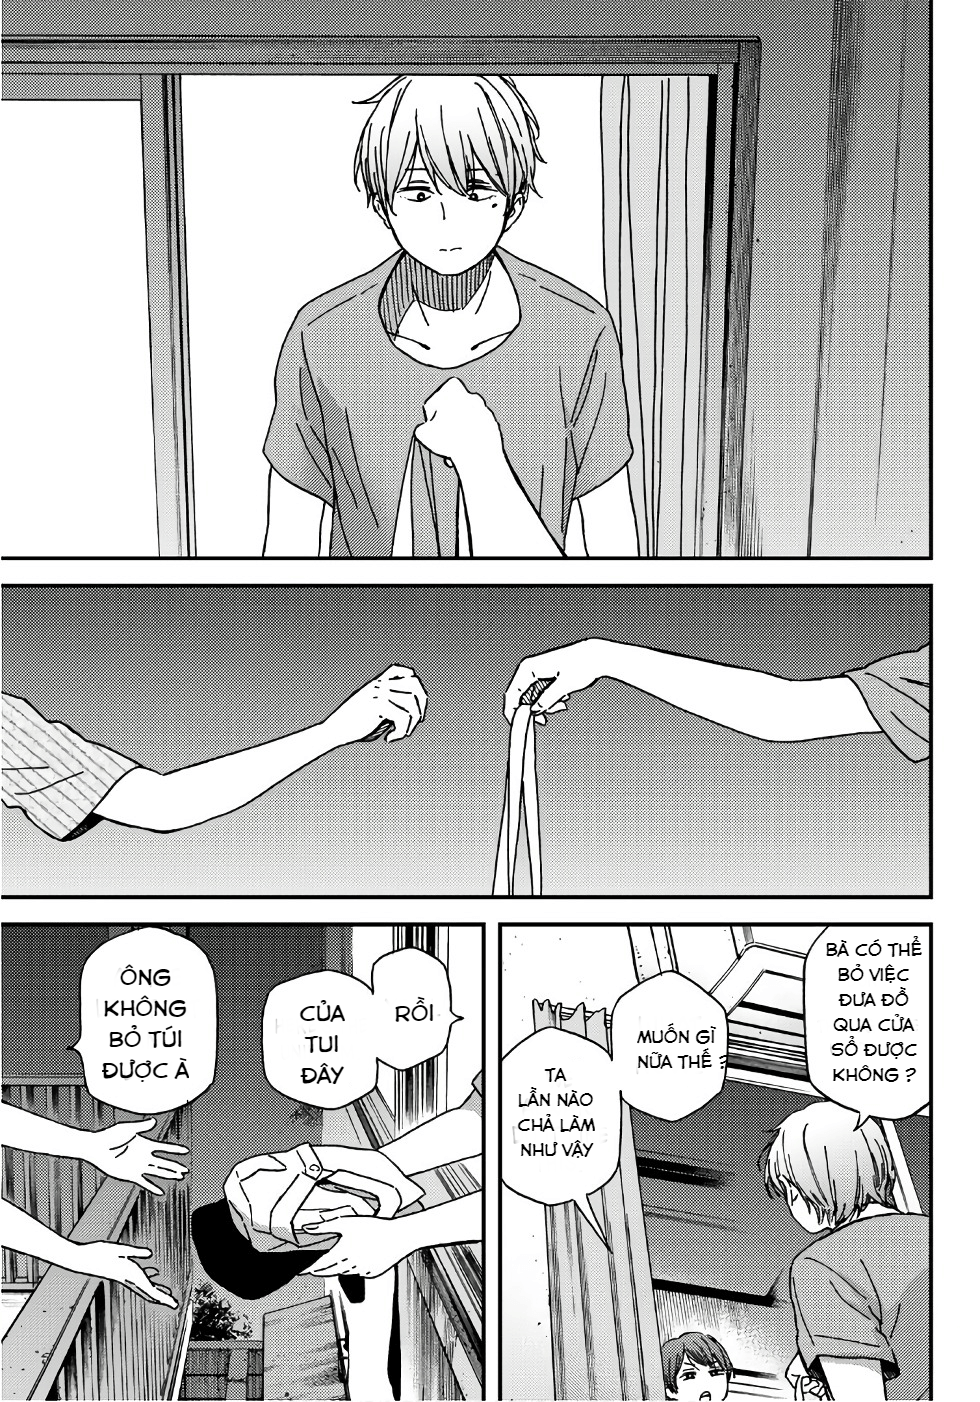 BÀ CÓ THỂ
BỎ VIỆC
ĐƯA ĐỒ
QUA CỬA
SỔ ĐƯỢC
KHÔNG ?
MUỐN GÌ
NỮA THẾ ?
TA
LẦN NÀO
CHẢ LÀM
NHƯ VẬY
RỒI
CỦA
TUI
ĐÂY
ÔNG
KHÔNG
BỎ TÚI
ĐƯỢC À